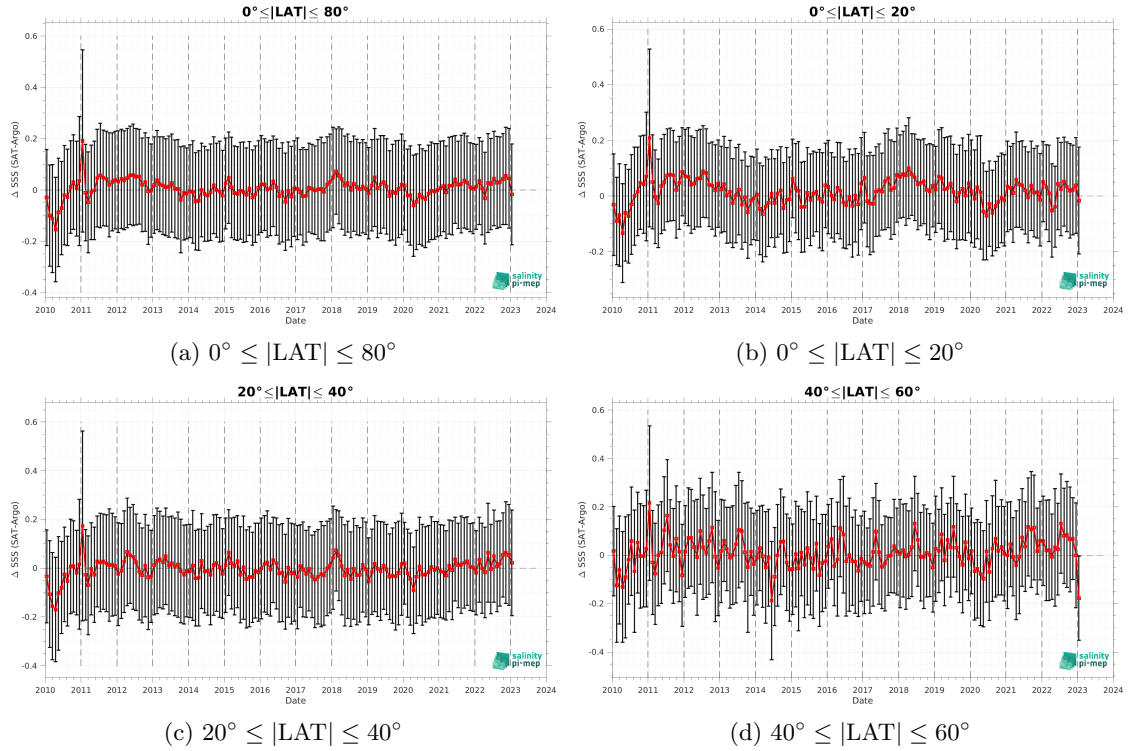 0°≤|LAT|≤ 80°
Δ SSS (SAT-Argo)
0.6
0.4
0.2
0
-0.2
-0.4
2010 2011 2012 2013 2014 2015 2016 2017 2018 2019 2020 2021 2022 2023 2024
Date
salinity
pi-mep
(a) 0° ≤ |LAT| ≤ 80°
0°≤|LAT|≤ 20°
Δ SSS (SAT-Argo)
0.6
0.4
0.2
0
-0.2
2010 2011 2012 2013 2014 2015 2016 2017 2018 2019 2020 2021 2022 2023 2024
Date
salinity
pi-mep
(b) 0° ≤ |LAT| ≤ 20°
20°≤|LAT|≤ 40°
Δ SSS (SAT-Argo)
0.6
0.4
0.2
0
-0.2
-0.4
2010 2011 2012 2013 2014 2015 2016 2017 2018 2019 2020 2021 2022 2023 2024
Date
salinity
pi-mep
(c) 20° ≤ |LAT| ≤ 40°
40°≤|LAT|≤ 60°
Δ SSS (SAT-Argo)
0.6
0.4
0.2
0
-0.2
-0.4
2010 2011 2012 2013 2014 2015 2016 2017 2018 2019 2020 2021 2022 2023 2024
Date
salinity
pi-mep
(d) 40° ≤ |LAT| ≤ 60°